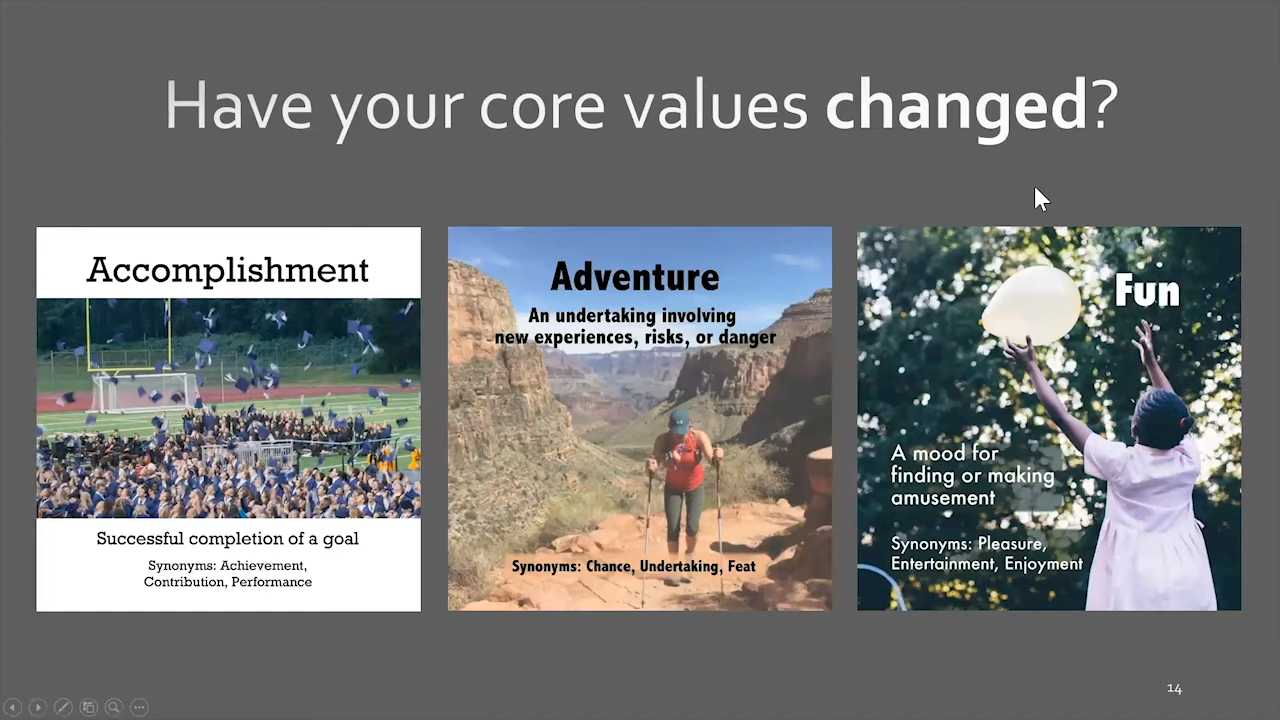 Have your core values changed?
Accomplishment
Successful completion of a goal
Synonyms: Achievement,
Contribution, Performance
Adventure
An undertaking involving
new experiences, risks, or danger
Synonyms: Chance, Undertaking, Feat
Fun
A mood for
finding or making
amusement
Synonyms: Pleasure,
Entertainment, Enjoyment
14